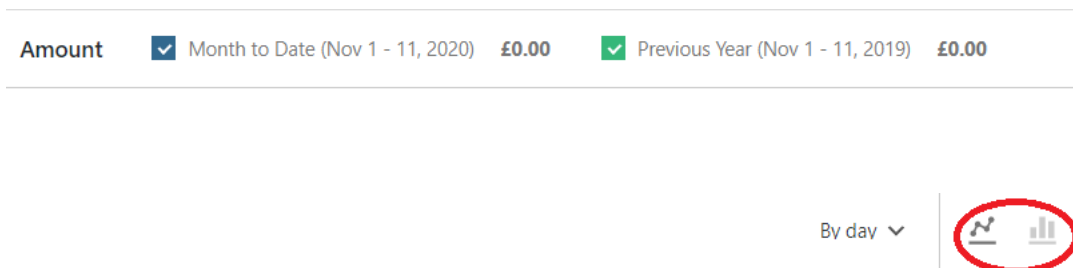 Amount Month to Date (Nov 1 - 11, 2020) £0.00 Previous Year (Nov 1 - 11, 2019) £0.00
By day